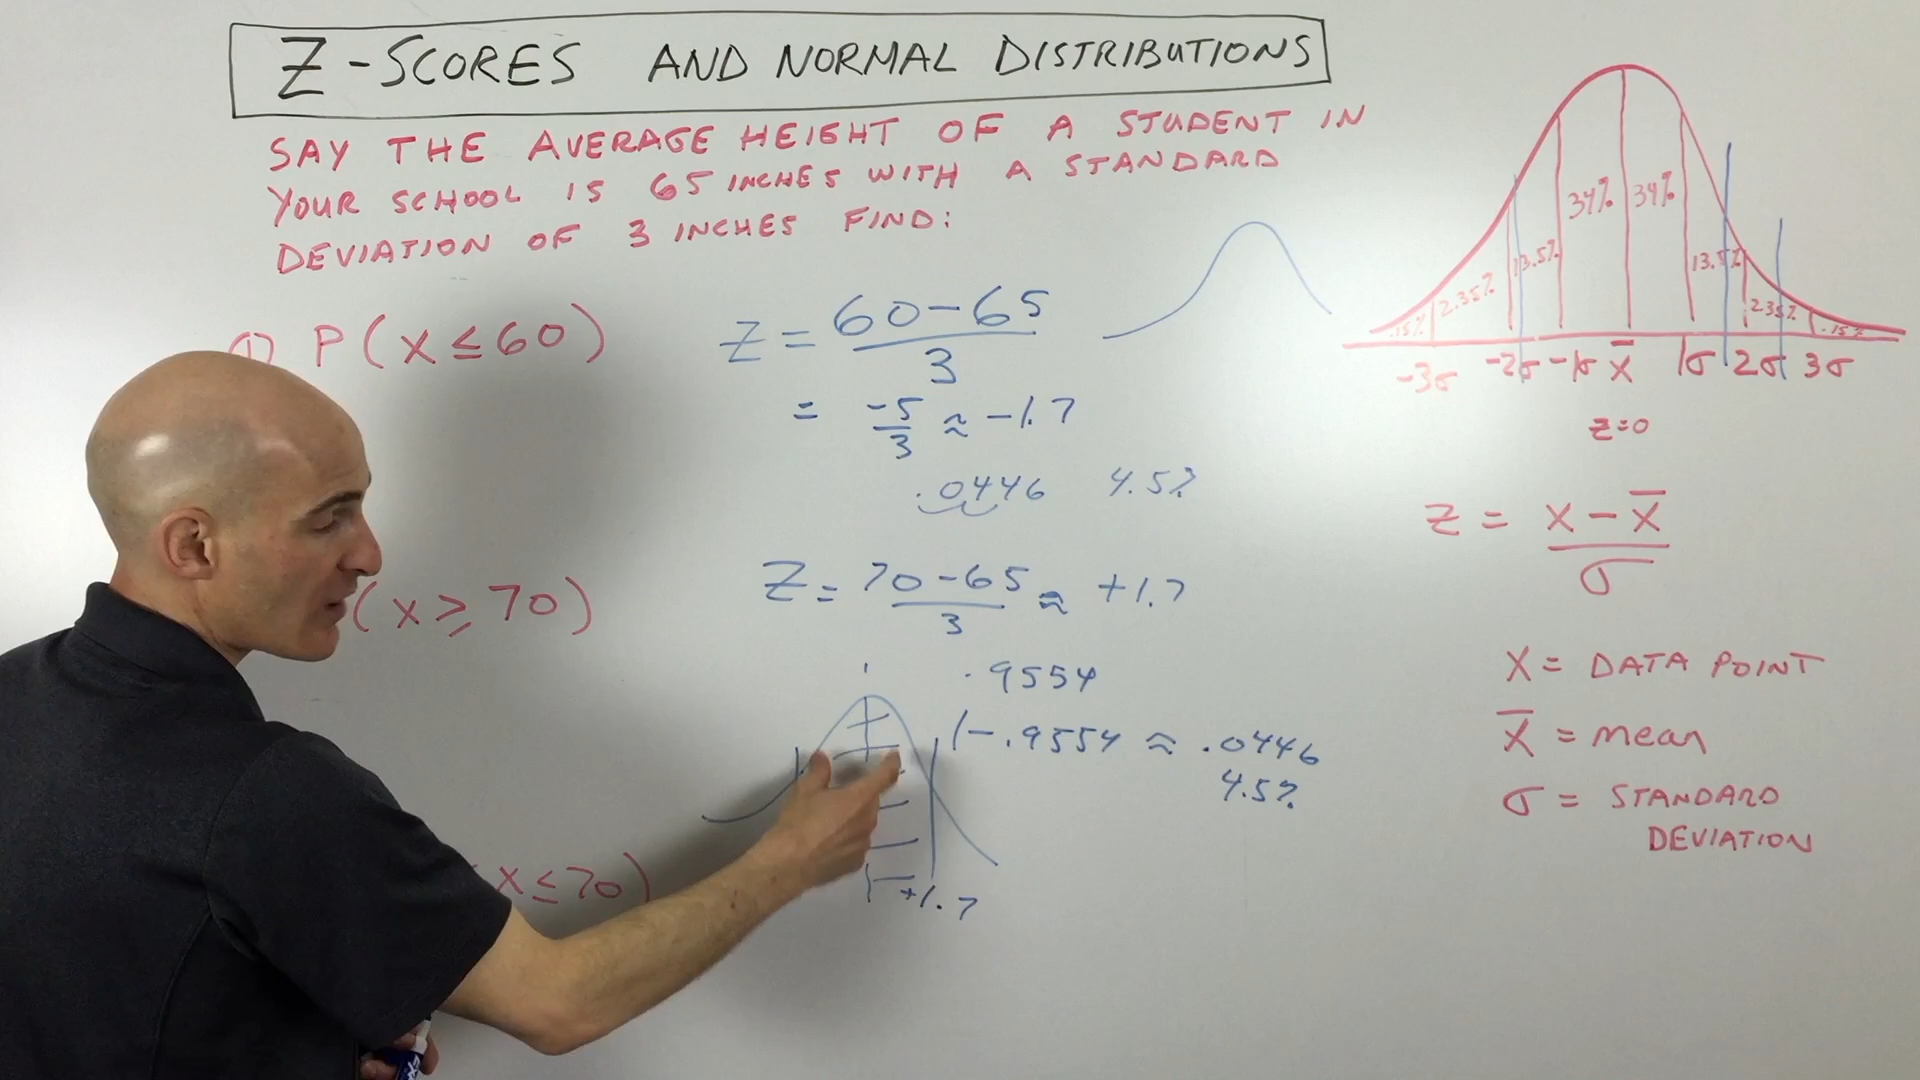 Z-SCORES AND NORMAL DISTRIBUTIONS
SAY THE AVERAGE HEIGHT OF A STUDENT IN
YOUR SCHOOL IS 65 INCHES WITH A STANDARD
DEVIATION OF 3 INCHES FIND:
1) P(X≤60)
Z = 60-65
3
= -5/3 ≈ -1.7
.0446 4.5%
(X≥70)
Z = 70-65 ≈ +1.7
3
.9554
1-.9554 ≈ .0446
4.5%
+1.7
X≤70)
34% 34%
13.5% 13.5%
2.35% 2.35%
.15% .15%
-3σ -2σ -1σ X̄ 1σ 2σ 3σ
Z=0
Z = X-X̄
σ
X = DATA POINT
X̄ = mean
σ = STANDARD
DEVIATION